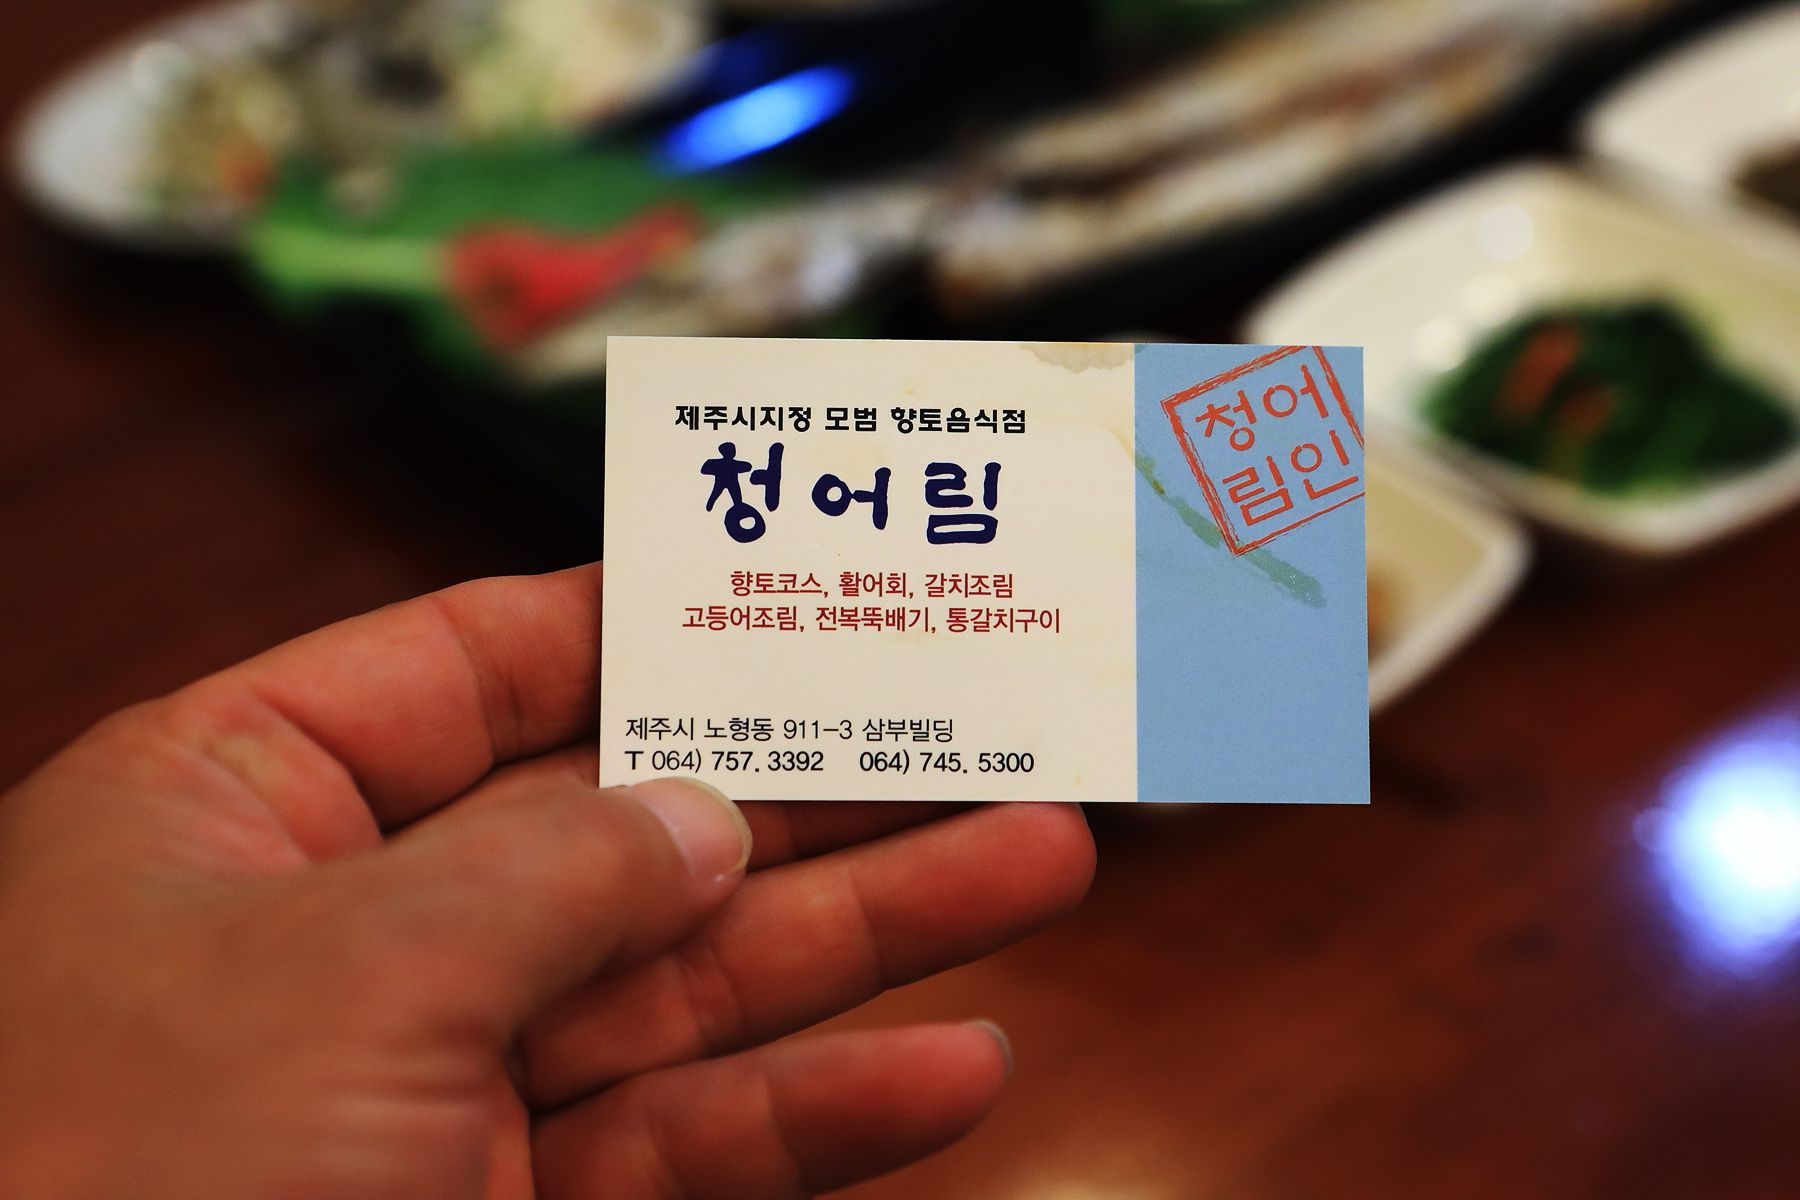 제주시지정 모범 향토음식점
청어림
향토코스, 활어회, 갈치조림
고등어조림, 전복뚝배기, 통갈치구이
제주시 노형동 911-3 삼부빌딩
T 064) 757. 3392 064) 745. 5300
청어
림인